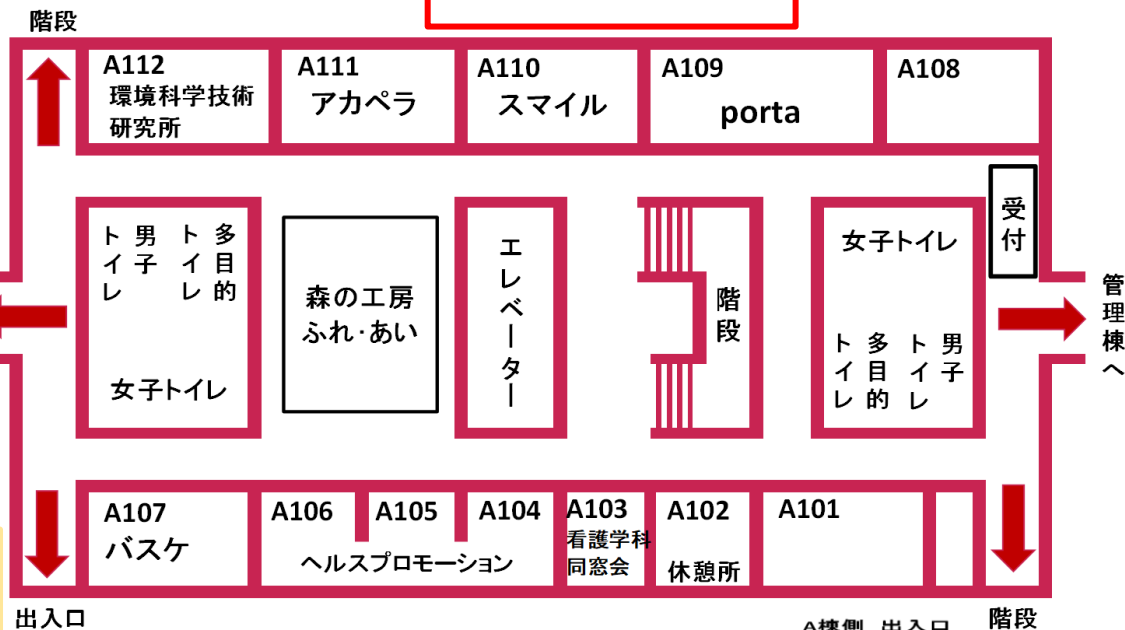 階段
A112
環境科学技術
研究所
A111
アカペラ
A110
スマイル
A109
porta
A108
受付
男子
トイレ
多目的
トイレ
女子トイレ
森の工房
ふれ・あい
エレベーター
階段
女子トイレ
多目的
トイレ
男子
トイレ
管理棟へ
A107
バスケ
A106
A105
A104
ヘルスプロモーション
A103
看護学科
同窓会
A102
休憩所
A101
出入口
A棟側 出入口
階段